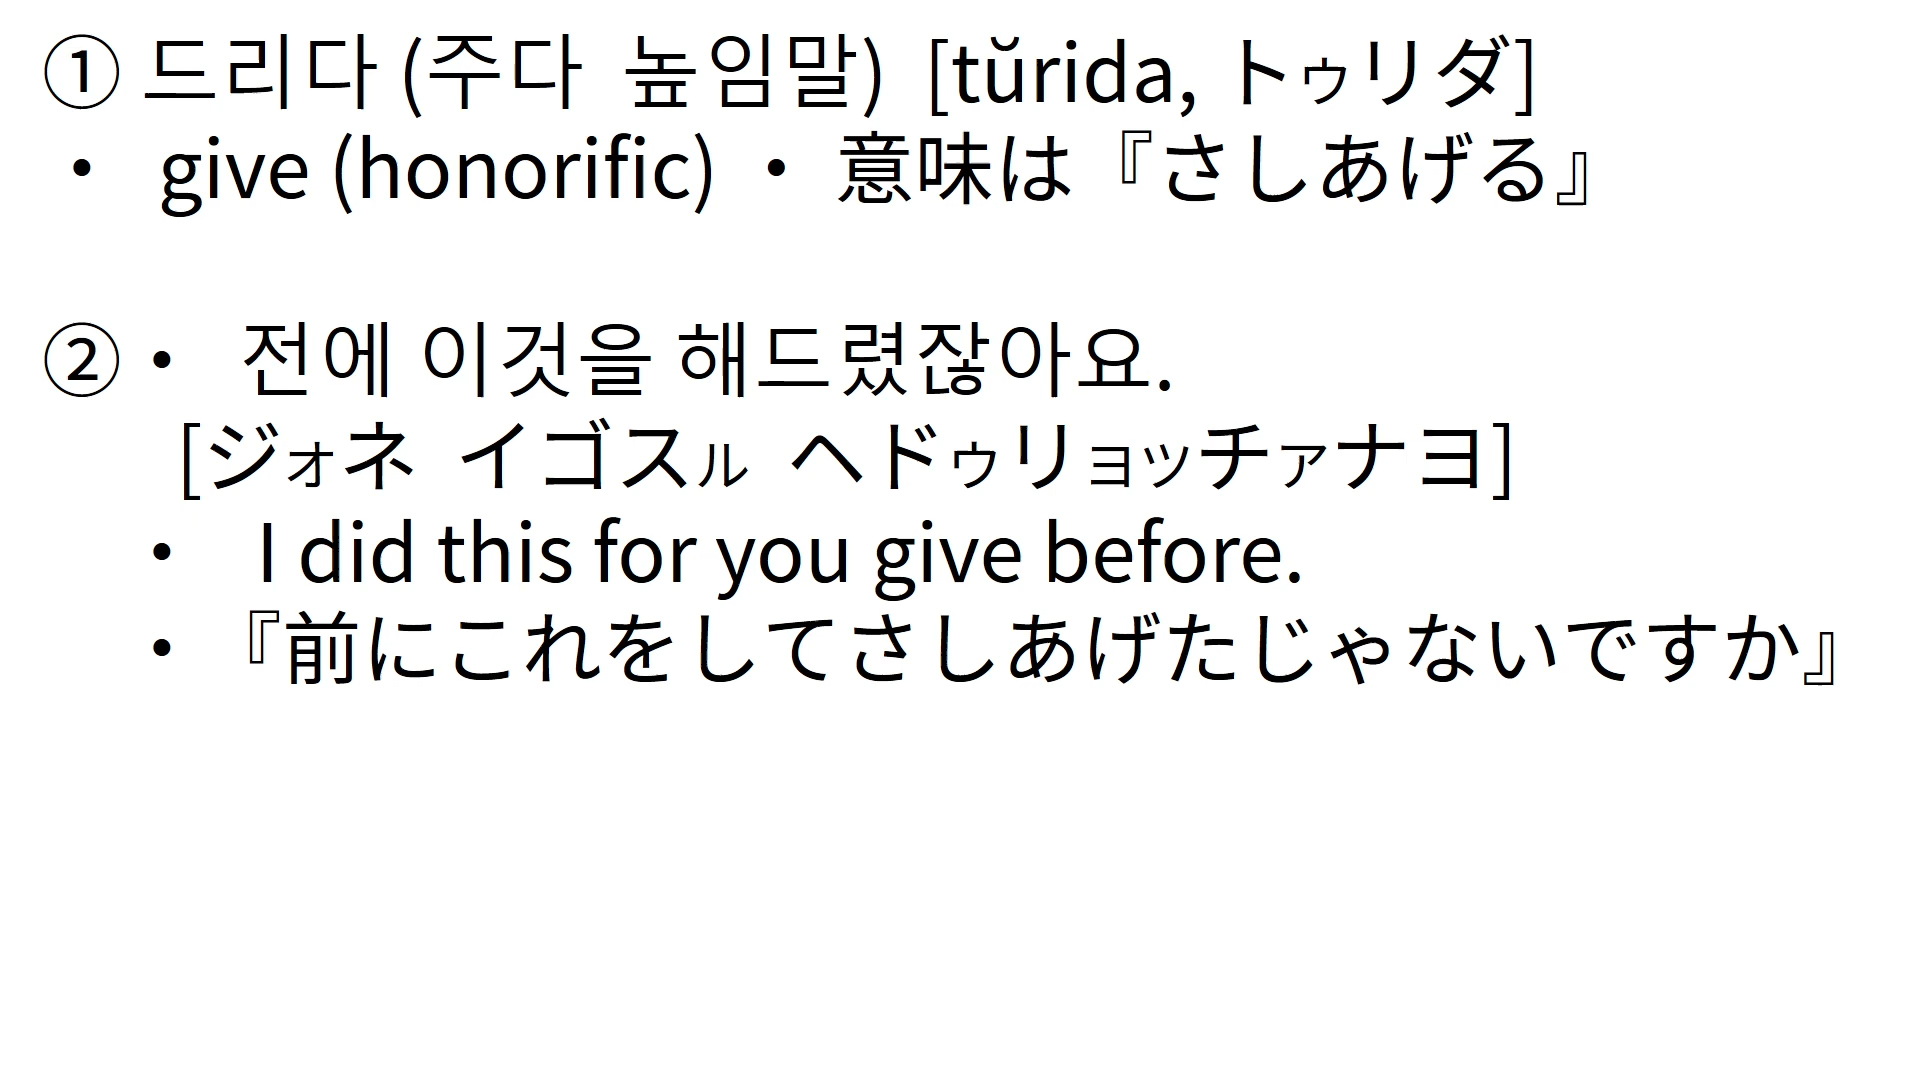 ① 드리다 (주다 높임말) [tŭrida, トゥリダ]
・ give (honorific) ・意味は『さしあげる』
②・ 전에 이것을 해드렸잖아요.
[ジォネ イゴスル ヘドゥリョッチァナヨ]
・ I did this for you give before.
・『前にこれをしてさしあげたじゃないですか』